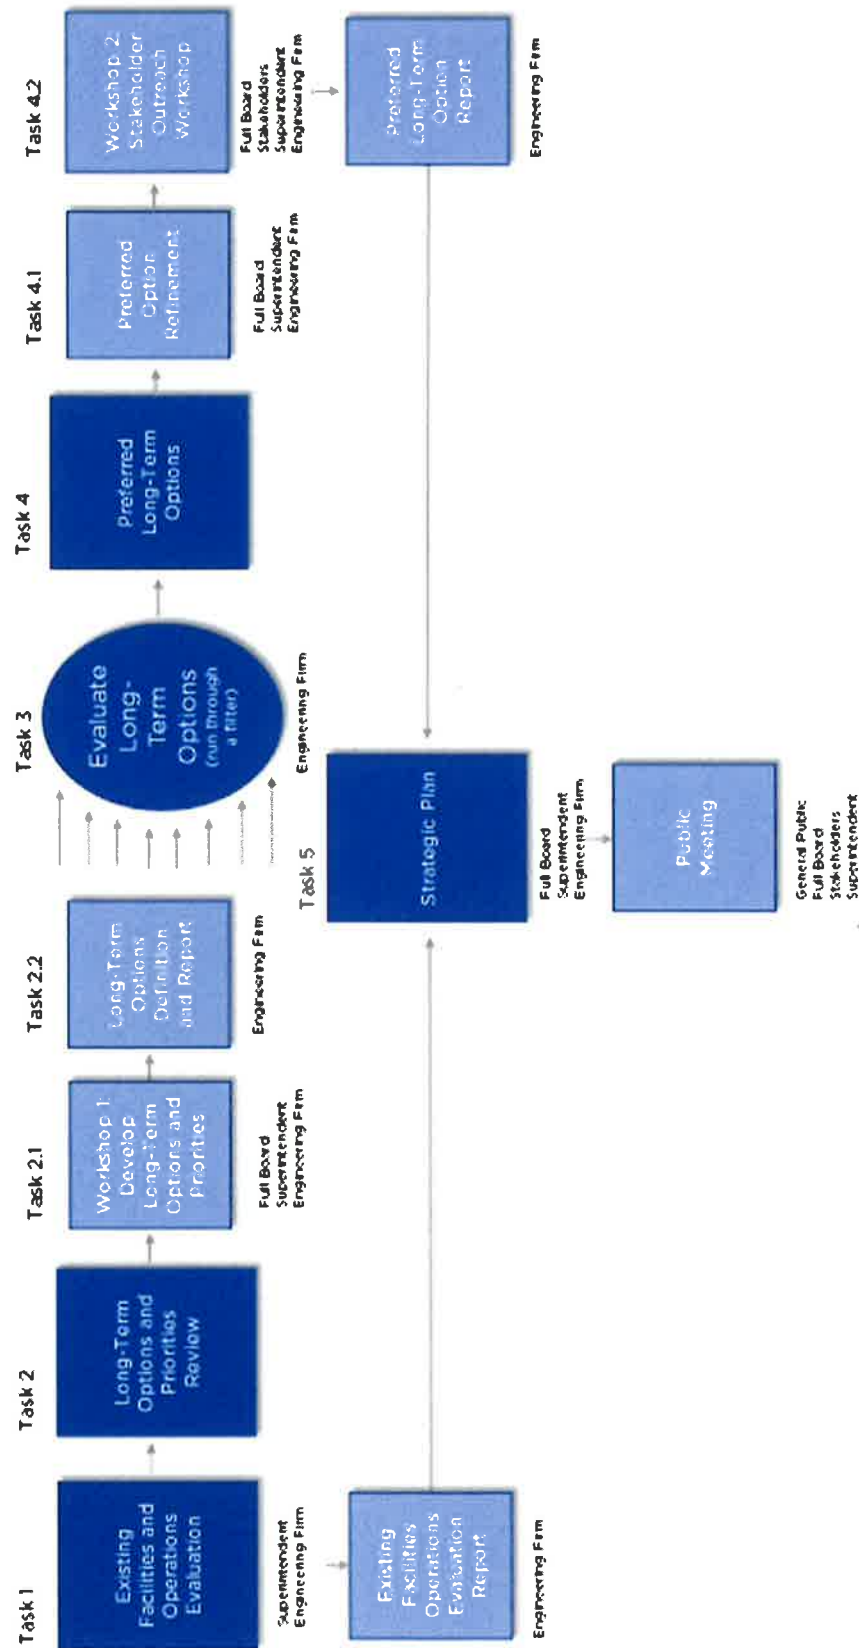 Task 1
Existing
Facilities and
Operations
Evaluation
Superintendent
Engineering Firm
Existing
Facilities
Operations
Evaluation
Report
Engineering Firm
Task 2
Long-Term
Options and
Priorities
Review
Task 2.1
Workshop 1:
Develop
Long-Term
Options and
Priorities
Full Board
Superintendent
Engineering Firm
Task 2.2
Long-Term
Options
Definition
and Report
Engineering Firm
Task 3
Evaluate
Long-
Term
Options
(run through
a filter)
Engineering Firm
Task 4
Preferred
Long-Term
Options
Task 4.1
Preferred
Option
Refinement
Full Board
Superintendent
Engineering Firm
Task 4.2
Workshop 2:
Stakeholder
Outreach
Workshop
Full Board
Stakeholders
Superintendent
Engineering Firm
Preferred
Long-Term
Option
Report
Engineering Firm
Task 5
Strategic Plan
Full Board
Superintendent
Engineering Firm
Public
Meeting
General Public
Full Board
Stakeholders
Superintendent